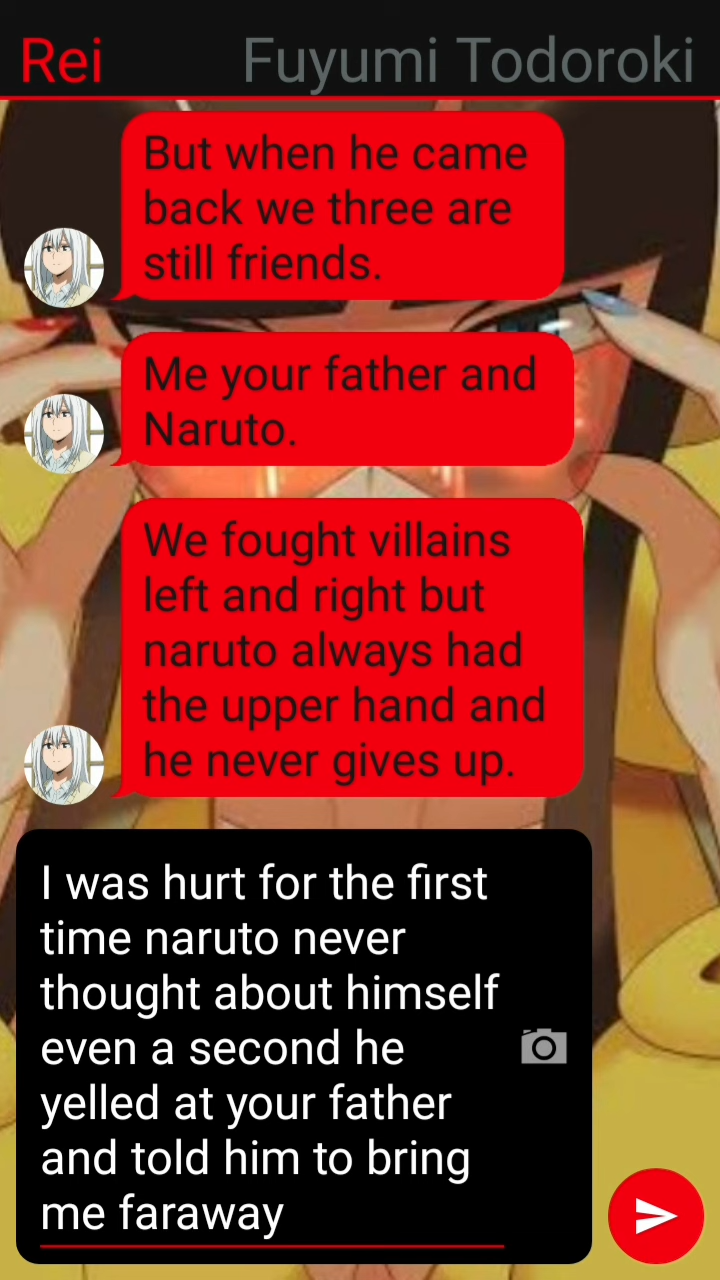 Rei Fuyumi Todoroki
But when he came
back we three are
still friends.
Me your father and
Naruto.
We fought villains
left and right but
naruto always had
the upper hand and
he never gives up.
I was hurt for the first
time naruto never
thought about himself
even a second he
yelled at your father
and told him to bring
me faraway